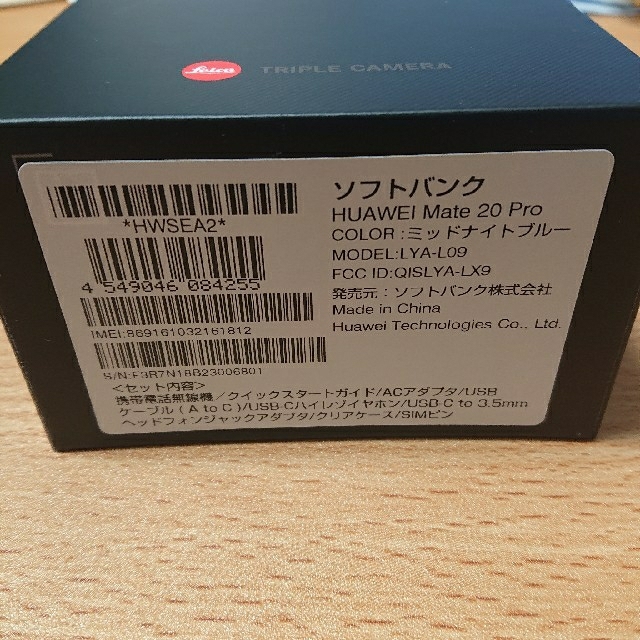 Leica TRIPLE CAMERA
ソフトバンク
HUAWEI Mate 20 Pro
COLOR :ミッドナイトブルー
MODEL:LYA-L09
FCC ID:QISLYA-LX9
発売元：ソフトバンク株式会社
Made in China
Huawei Technologies Co., Ltd.
*HWSEA2*
4 549046 084255
IMEI:869161032161812
S/N:F3R7N18B23006801
<セット内容>
携帯電話無線機/クイックスタートガイド/ACアダプタ/USB
ケーブル ( A to C )/USB-Cハイレゾイヤホン/USB-C to 3.5mm
ヘッドフォンジャックアダプタ/クリアケース/SIMピン